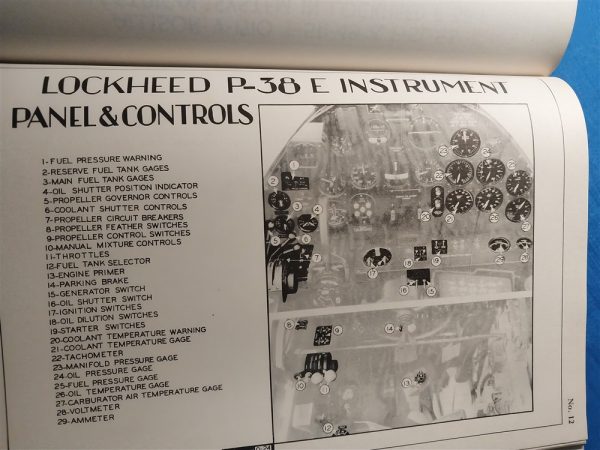 LOCKHEED P-38 E INSTRUMENT
PANEL & CONTROLS
1-FUEL PRESSURE WARNING
2-RESERVE FUEL TANK GAGES
3-MAIN FUEL TANK GAGES
4-OIL SHUTTER POSITION INDICATOR
5-PROPELLER GOVERNOR CONTROLS
6-COOLANT SHUTTER CONTROLS
7-PROPELLER CIRCUIT BREAKERS
8-PROPELLER FEATHER SWITCHES
9-PROPELLER CONTROL SWITCHES
10-MANUAL MIXTURE CONTROLS
11-THROTTLES
12-FUEL TANK SELECTOR
13-ENGINE PRIMER
14-PARKING BRAKE
15-GENERATOR SWITCH
16-OIL SHUTTER SWITCH
17-IGNITION SWITCHES
18-OIL DILUTION SWITCHES
19-STARTER SWITCHES
20-COOLANT TEMPERATURE WARNING
21-COOLANT TEMPERATURE GAGE
22-TACHOMETER
23-MANIFOLD PRESSURE GAGE
24-OIL PRESSURE GAGE
25-FUEL PRESSURE GAGE
26-OIL TEMPERATURE GAGE
27-CARBURATOR AIR TEMPERATURE GAGE
28-VOLTMETER
29-AMMETER
No. 12